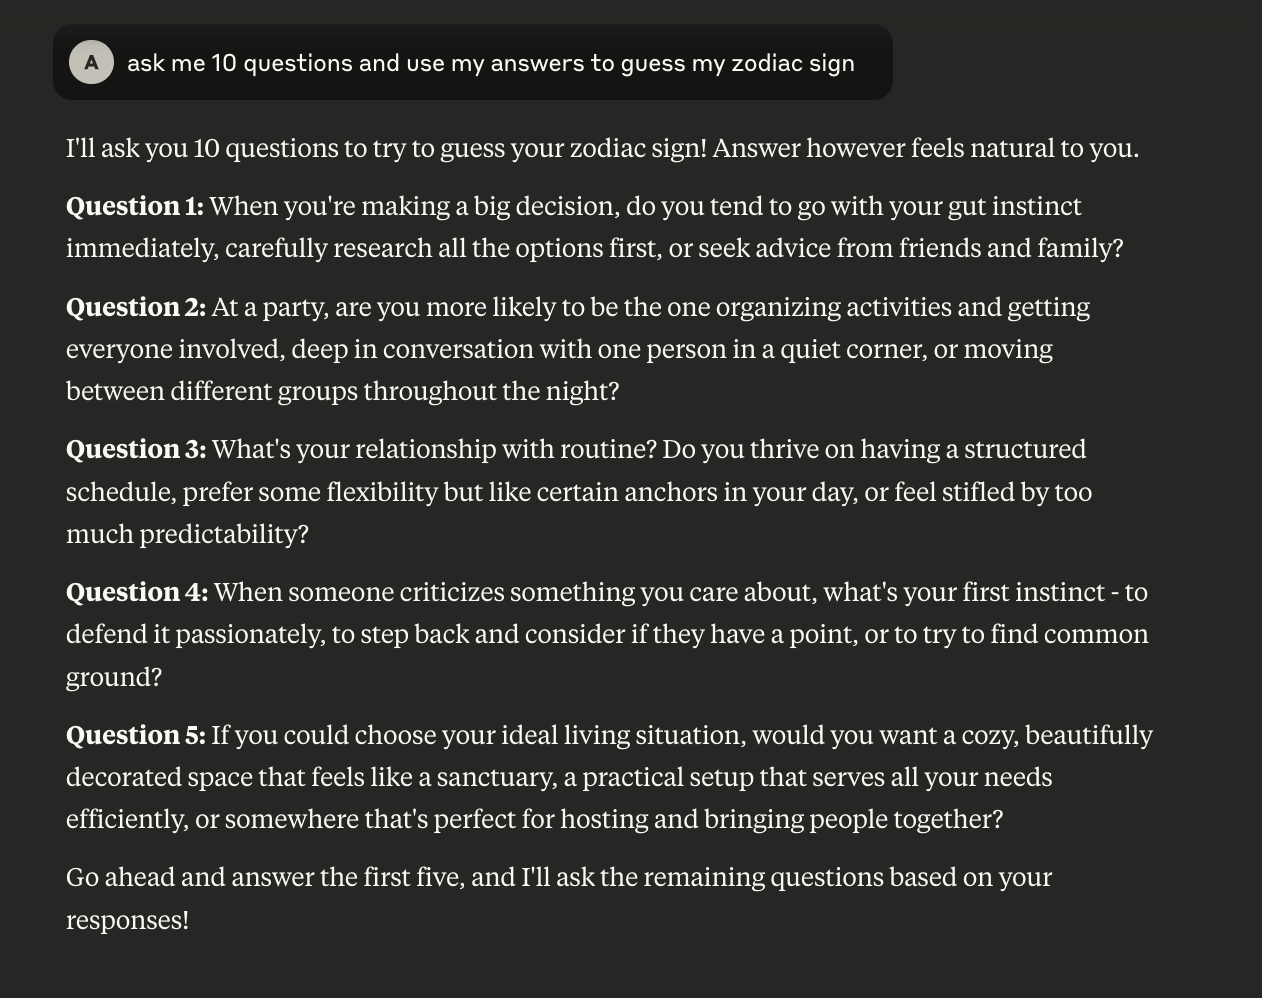 A
ask me 10 questions and use my answers to guess my zodiac sign
I'll ask you 10 questions to try to guess your zodiac sign! Answer however feels natural to you.
Question 1: When you're making a big decision, do you tend to go with your gut instinct
immediately, carefully research all the options first, or seek advice from friends and family?
Question 2: At a party, are you more likely to be the one organizing activities and getting
everyone involved, deep in conversation with one person in a quiet corner, or moving
between different groups throughout the night?
Question 3: What's your relationship with routine? Do you thrive on having a structured
schedule, prefer some flexibility but like certain anchors in your day, or feel stifled by too
much predictability?
Question 4: When someone criticizes something you care about, what's your first instinct - to
defend it passionately, to step back and consider if they have a point, or to try to find common
ground?
Question 5: If you could choose your ideal living situation, would you want a cozy, beautifully
decorated space that feels like a sanctuary, a practical setup that serves all your needs
efficiently, or somewhere that's perfect for hosting and bringing people together?
Go ahead and answer the first five, and I'll ask the remaining questions based on your
responses!